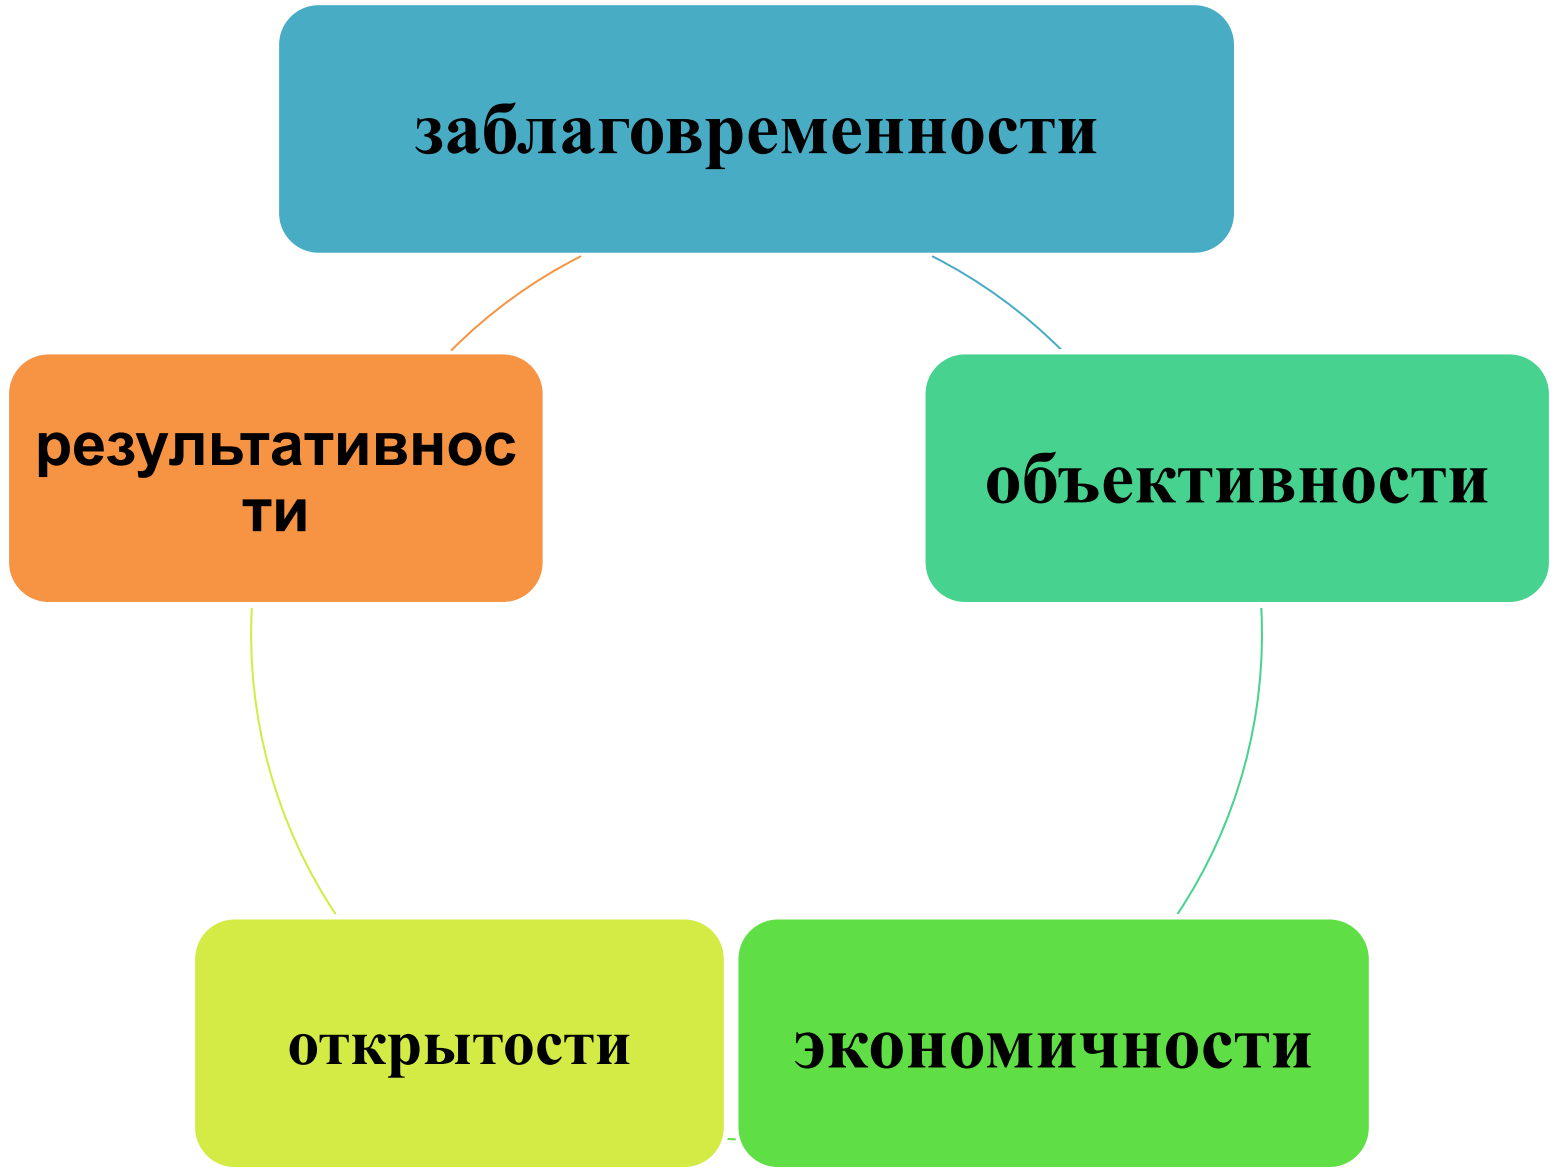 заблаговременности
результативнос
ти
объективности
открытости
экономичности